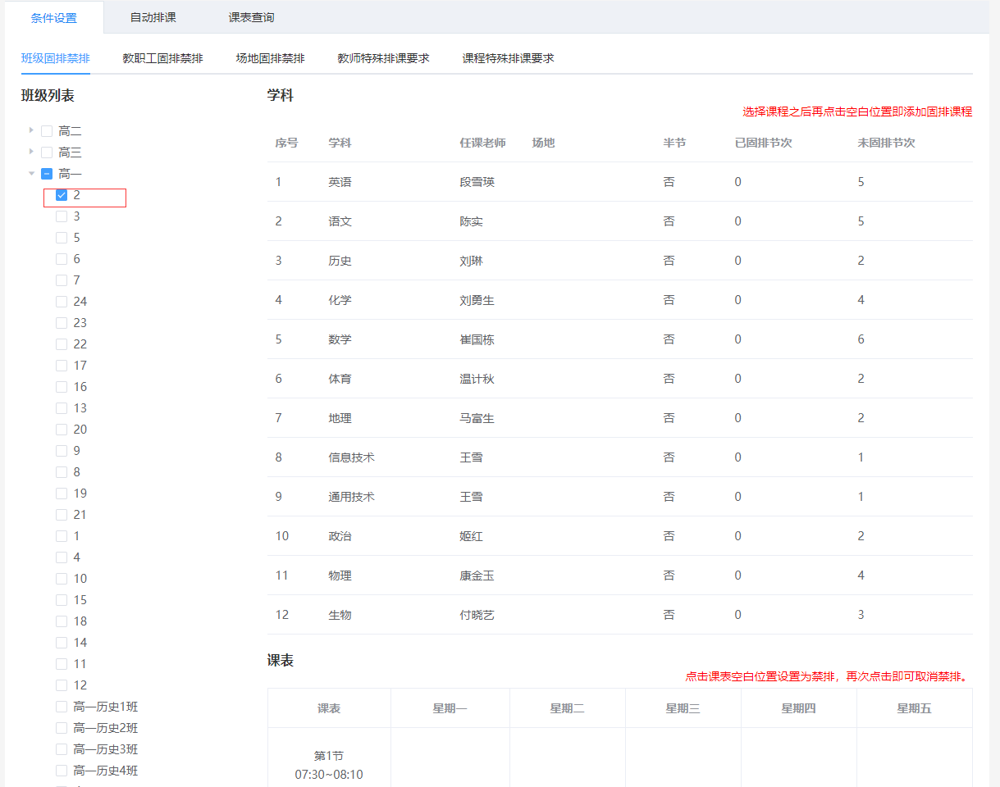 条件设置 自动排课 课表查询
班级固排禁排 教职工固排禁排 场地固排禁排 教师特殊排课要求 课程特殊排课要求
班级列表
高二
高三
高一
2
3
5
6
7
24
23
22
17
16
13
20
9
8
19
21
1
4
10
15
18
14
11
12
高一历史1班
高一历史2班
高一历史3班
高一历史4班
学科
选择课程之后再点击空白位置即添加固排课程
序号 学科 任课老师 场地 半节 已固排节次 未固排节次
1 英语 段雪瑛 否 0 5
2 语文 陈实 否 0 5
3 历史 刘琳 否 0 2
4 化学 刘勇生 否 0 4
5 数学 崔国栋 否 0 6
6 体育 温计秋 否 0 2
7 地理 马富生 否 0 2
8 信息技术 王雪 否 0 1
9 通用技术 王雪 否 0 1
10 政治 姬红 否 0 2
11 物理 康金玉 否 0 4
12 生物 付晓艺 否 0 3
课表
点击课表空白位置设置为禁排，再次点击即可取消禁排。
课表 星期一 星期二 星期三 星期四 星期五
第1节
07:30~08:10